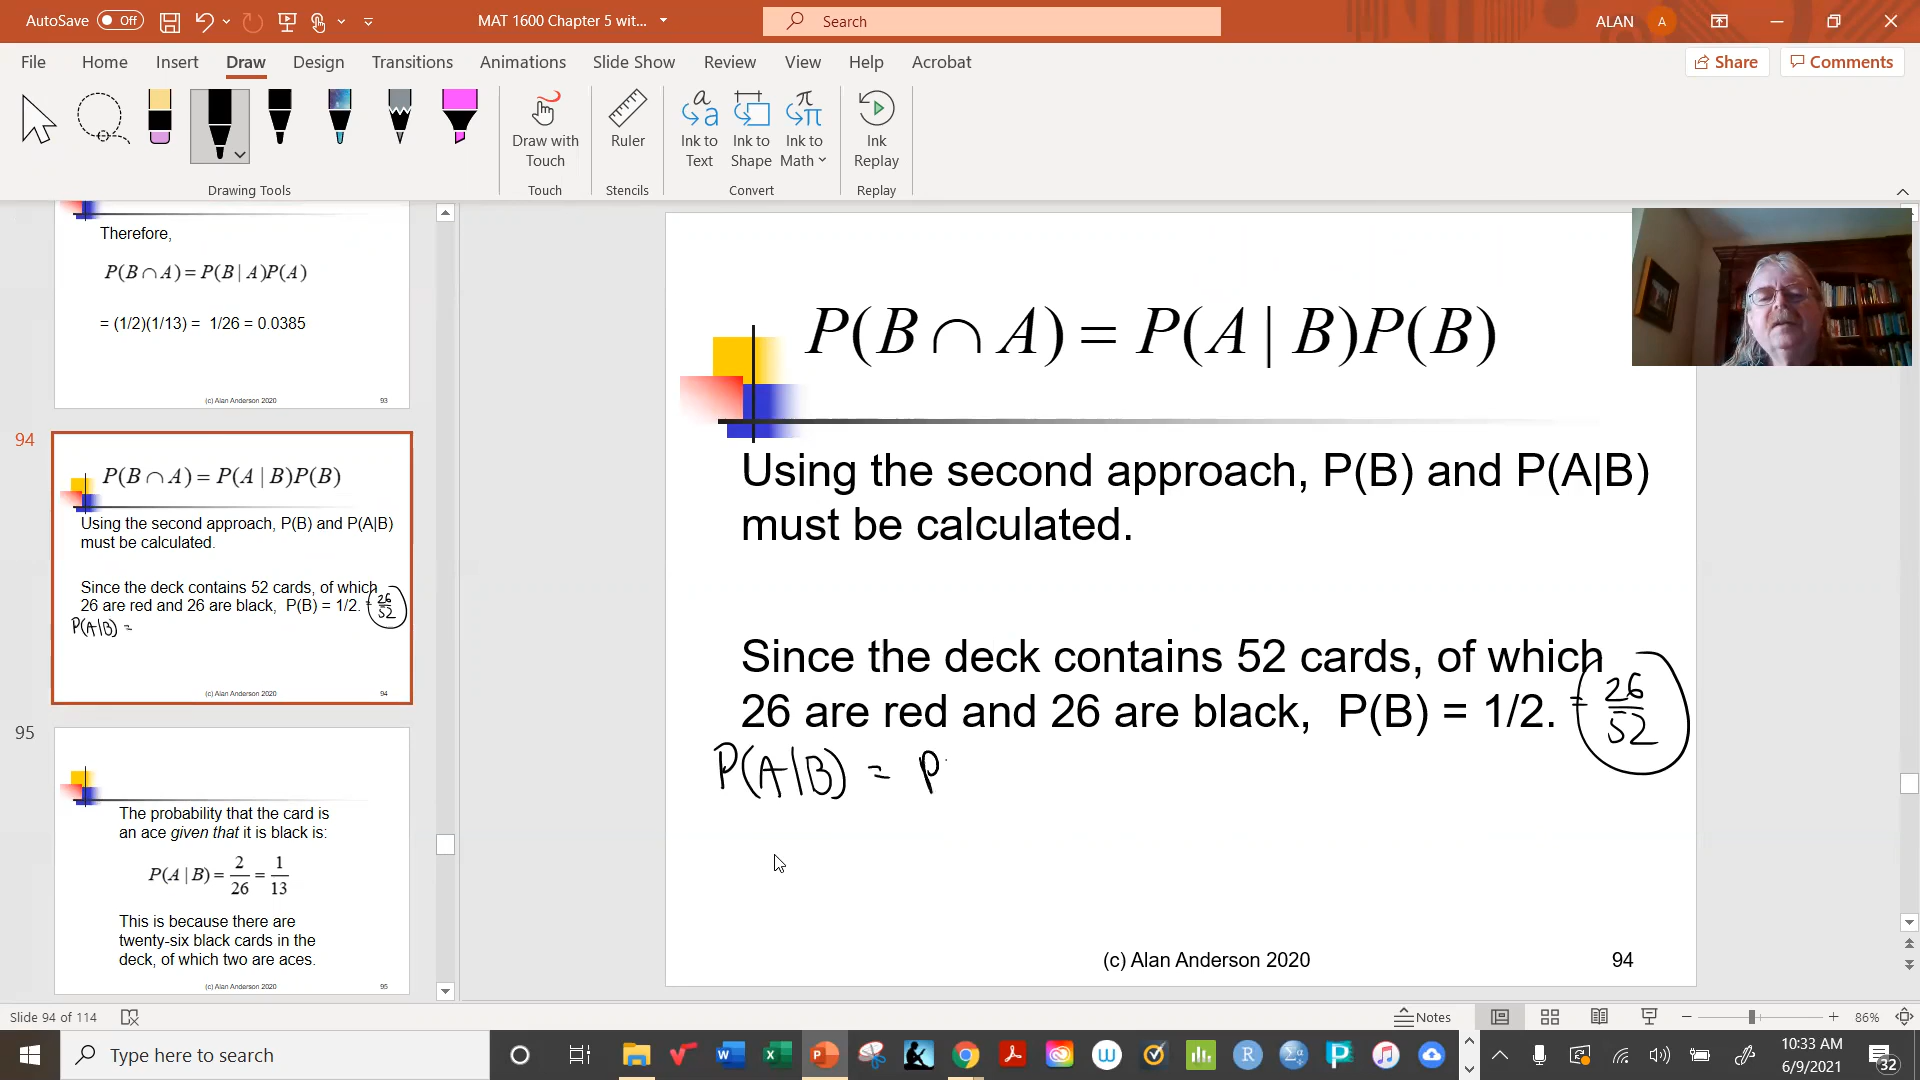 AutoSave Off
MAT 1600 Chapter 5 wit...
Search
ALAN A
File Home Insert Draw Design Transitions Animations Slide Show Review View Help Acrobat
Share Comments
Draw with Touch
Ruler
Ink to Text
Ink to Shape
Ink to Math
Ink Replay
Drawing Tools Touch Stencils Convert Replay
Therefore,
P(B ∩ A) = P(B | A)P(A)
= (1/2)(1/13) = 1/26 = 0.0385
(c) Alan Anderson 2020 93
94
P(B ∩ A) = P(A | B)P(B)
Using the second approach, P(B) and P(A|B)
must be calculated.
Since the deck contains 52 cards, of which
26 are red and 26 are black, P(B) = 1/2. = 26/52
P(A|B) =
(c) Alan Anderson 2020 94
95
The probability that the card is
an ace given that it is black is:
P(A | B) = 2/26 = 1/13
This is because there are
twenty-six black cards in the
deck, of which two are aces.
(c) Alan Anderson 2020 95
P(B ∩ A) = P(A | B)P(B)
Using the second approach, P(B) and P(A|B)
must be calculated.
Since the deck contains 52 cards, of which
26 are red and 26 are black, P(B) = 1/2. = 26/52
P(A|B) = P
(c) Alan Anderson 2020 94
Slide 94 of 114
Notes
86%
Type here to search
10:33 AM
6/9/2021
32